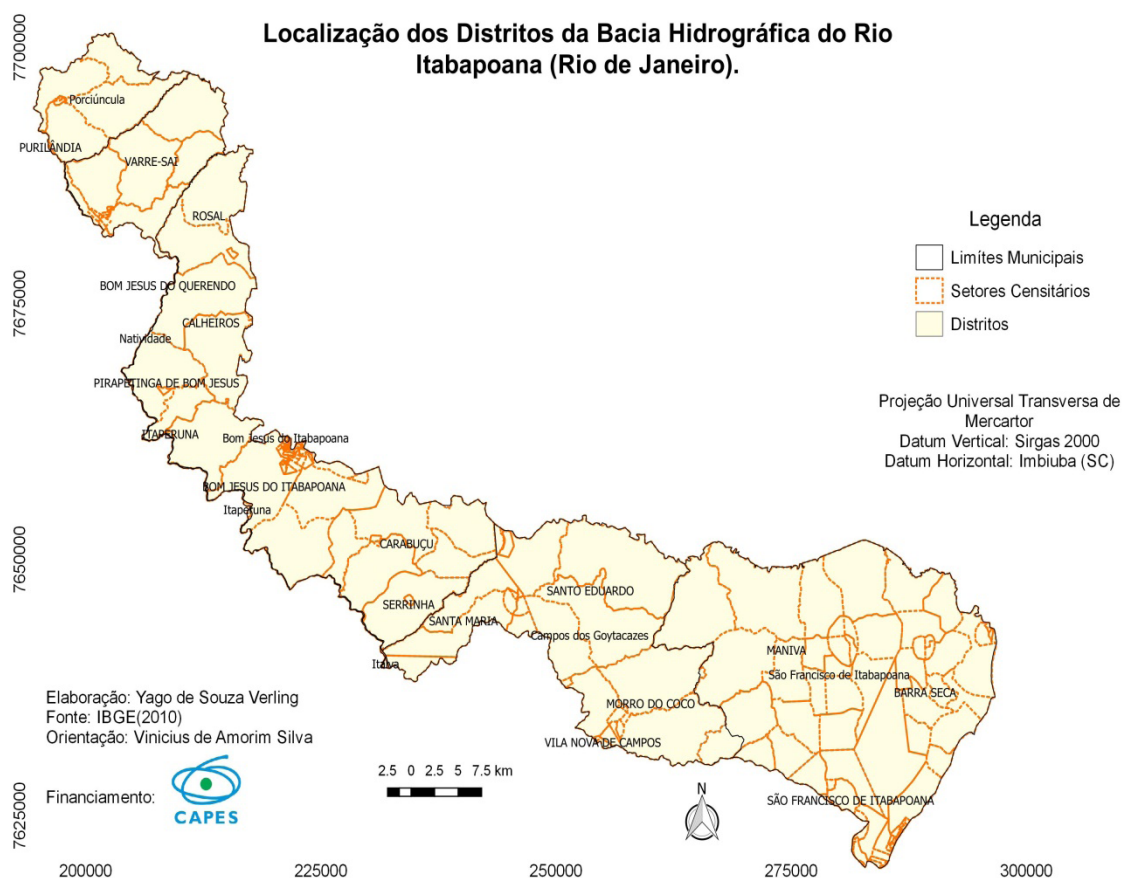 Localização dos Distritos da Bacia Hidrográfica do Rio
Itabapoana (Rio de Janeiro).
7700000
7675000
7650000
7625000
Porciúncula
PURILÂNDIA
VARRE-SAI
ROSAL
BOM JESUS DO QUERENDO
CALHEIROS
Natividade
PIRAPETINGA DE BOM JESUS
ITAPERUNA
Bom Jesus do Itabapoana
BOM JESUS DO ITABAPOANA
Itaperuna
CARABUÇU
SERRINHA
SANTA MARIA
Italva
SANTO EDUARDO
Campos dos Goytacazes
MORRO DO COCO
VILA NOVA DE CAMPOS
MANIVA
São Francisco de Itabapoana
BARRA SECA
SÃO FRANCISCO DE ITABAPOANA
Legenda
Limítes Municipais
Setores Censitários
Distritos
Projeção Universal Transversa de
Mercartor
Datum Vertical: Sirgas 2000
Datum Horizontal: Imbiuba (SC)
Elaboração: Yago de Souza Verling
Fonte: IBGE(2010)
Orientação: Vinicius de Amorim Silva
Financiamento:
CAPES
2.5 0 2.5 5 7.5 km
N
200000 225000 250000 275000 300000